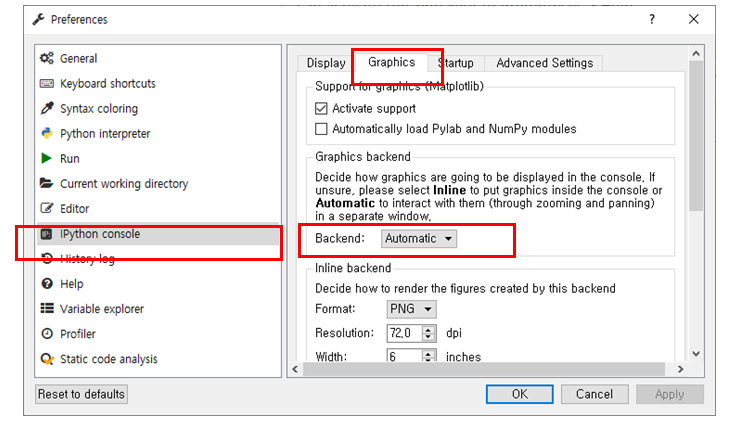 Preferences
General
Keyboard shortcuts
Syntax coloring
Python interpreter
Run
Current working directory
Editor
IPython console
History log
Help
Variable explorer
Profiler
Static code analysis
Display Graphics Startup Advanced Settings
Support for graphics (Matplotlib)
Activate support
Automatically load Pylab and NumPy modules
Graphics backend
Decide how graphics are going to be displayed in the console. If
unsure, please select Inline to put graphics inside the console or
Automatic to interact with them (through zooming and panning)
in a separate window.
Backend: Automatic
Inline backend
Decide how to render the figures created by this backend
Format: PNG
Resolution: 72.0 dpi
Width: 6 inches
Reset to defaults OK Cancel Apply